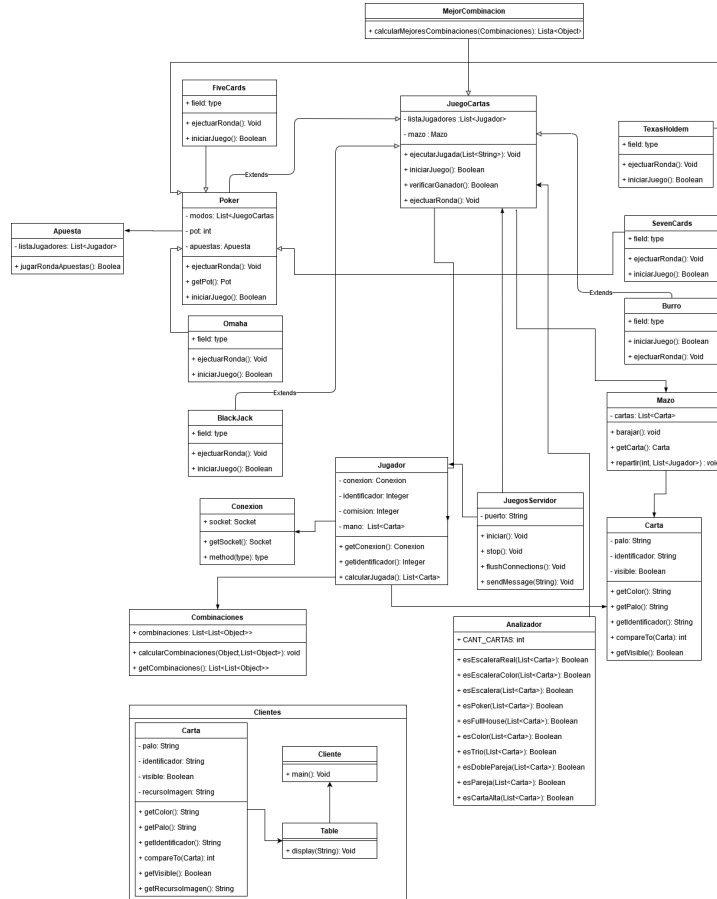 MejorCombinacion
+ calcularMejoresCombinaciones(Combinaciones): Lista<Object>
FiveCards
+ field: type
+ ejectuarRonda(): Void
+ iniciarJuego(): Boolean
JuegoCartas
- listaJugadores :List<Jugador>
- mazo : Mazo
+ ejecutarJugada(List<String>): Void
+ iniciarJuego(): Boolean
+ verificarGanador(): Boolean
+ ejectuarRonda(): Void
TexasHoldem
+ field: type
+ ejectuarRonda(): Void
+ iniciarJuego(): Boolean
Extends
Poker
- modos: List<JuegoCartas
- pot: int
- apuestas: Apuesta
+ ejectuarRonda(): Void
+ getPot(): Pot
+ iniciarJuego(): Boolean
Apuesta
- listaJugadores: List<Jugador>
+ jugarRondaApuestas(): Boolea
SevenCards
+ field: type
+ ejectuarRonda(): Void
+ iniciarJuego(): Boolean
Extends
Burro
+ field: type
+ iniciarJuego(): Boolean
+ ejectuarRonda(): Void
Omaha
+ field: type
+ ejectuarRonda(): Void
+ iniciarJuego(): Boolean
Extends
BlackJack
+ field: type
+ ejectuarRonda(): Void
+ iniciarJuego(): Boolean
Mazo
- cartas: List<Carta>
+ barajar(): void
+ getCarta(): Carta
+ repartir(int, List<Jugador>) : void
Jugador
- conexion: Conexion
- identificador: Integer
- comision: Integer
- mano: List<Carta>
+ getConexion(): Conexion
+ getIdentificador(): Integer
+ calcularJugada(): List<Carta>
JuegosServidor
- puerto: String
+ iniciar(): Void
+ stop(): Void
+ flushConnections(): Void
+ sendMessage(String): Void
Conexion
+ socket: Socket
+ getSocket(): Socket
+ method(type): type
Carta
- palo: String
- identificador: String
- visible: Boolean
+ getColor(): String
+ getPalo(): String
+ getIdentificador(): String
+ compareTo(Carta): int
+ getVisible(): Boolean
Combinaciones
+ combinaciones: List<List<Object>>
+ calcularCombinaciones(Object,List<Object>): void
+ getCombinaciones(): List<List<Object>>
Analizador
+ CANT_CARTAS: int
+ esEscaleraReal(List<Carta>): Boolean
+ esEscaleraColor(List<Carta>): Boolean
+ esEscalera(List<Carta>): Boolean
+ esPoker(List<Carta>): Boolean
+ esFullHouse(List<Carta>): Boolean
+ esColor(List<Carta>): Boolean
+ esTrio(List<Carta>): Boolean
+ esDoblePareja(List<Carta>): Boolean
+ esPareja(List<Carta>): Boolean
+ esCartaAlta(List<Carta>): Boolean
Clientes
Carta
- palo: String
- identificador: String
- visible: Boolean
- recursoImagen: String
+ getColor(): String
+ getPalo(): String
+ getIdentificador(): String
+ compareTo(Carta): int
+ getVisible(): Boolean
+ getRecursoImagen(): String
Cliente
+ main(): Void
Table
+ display(String): Void